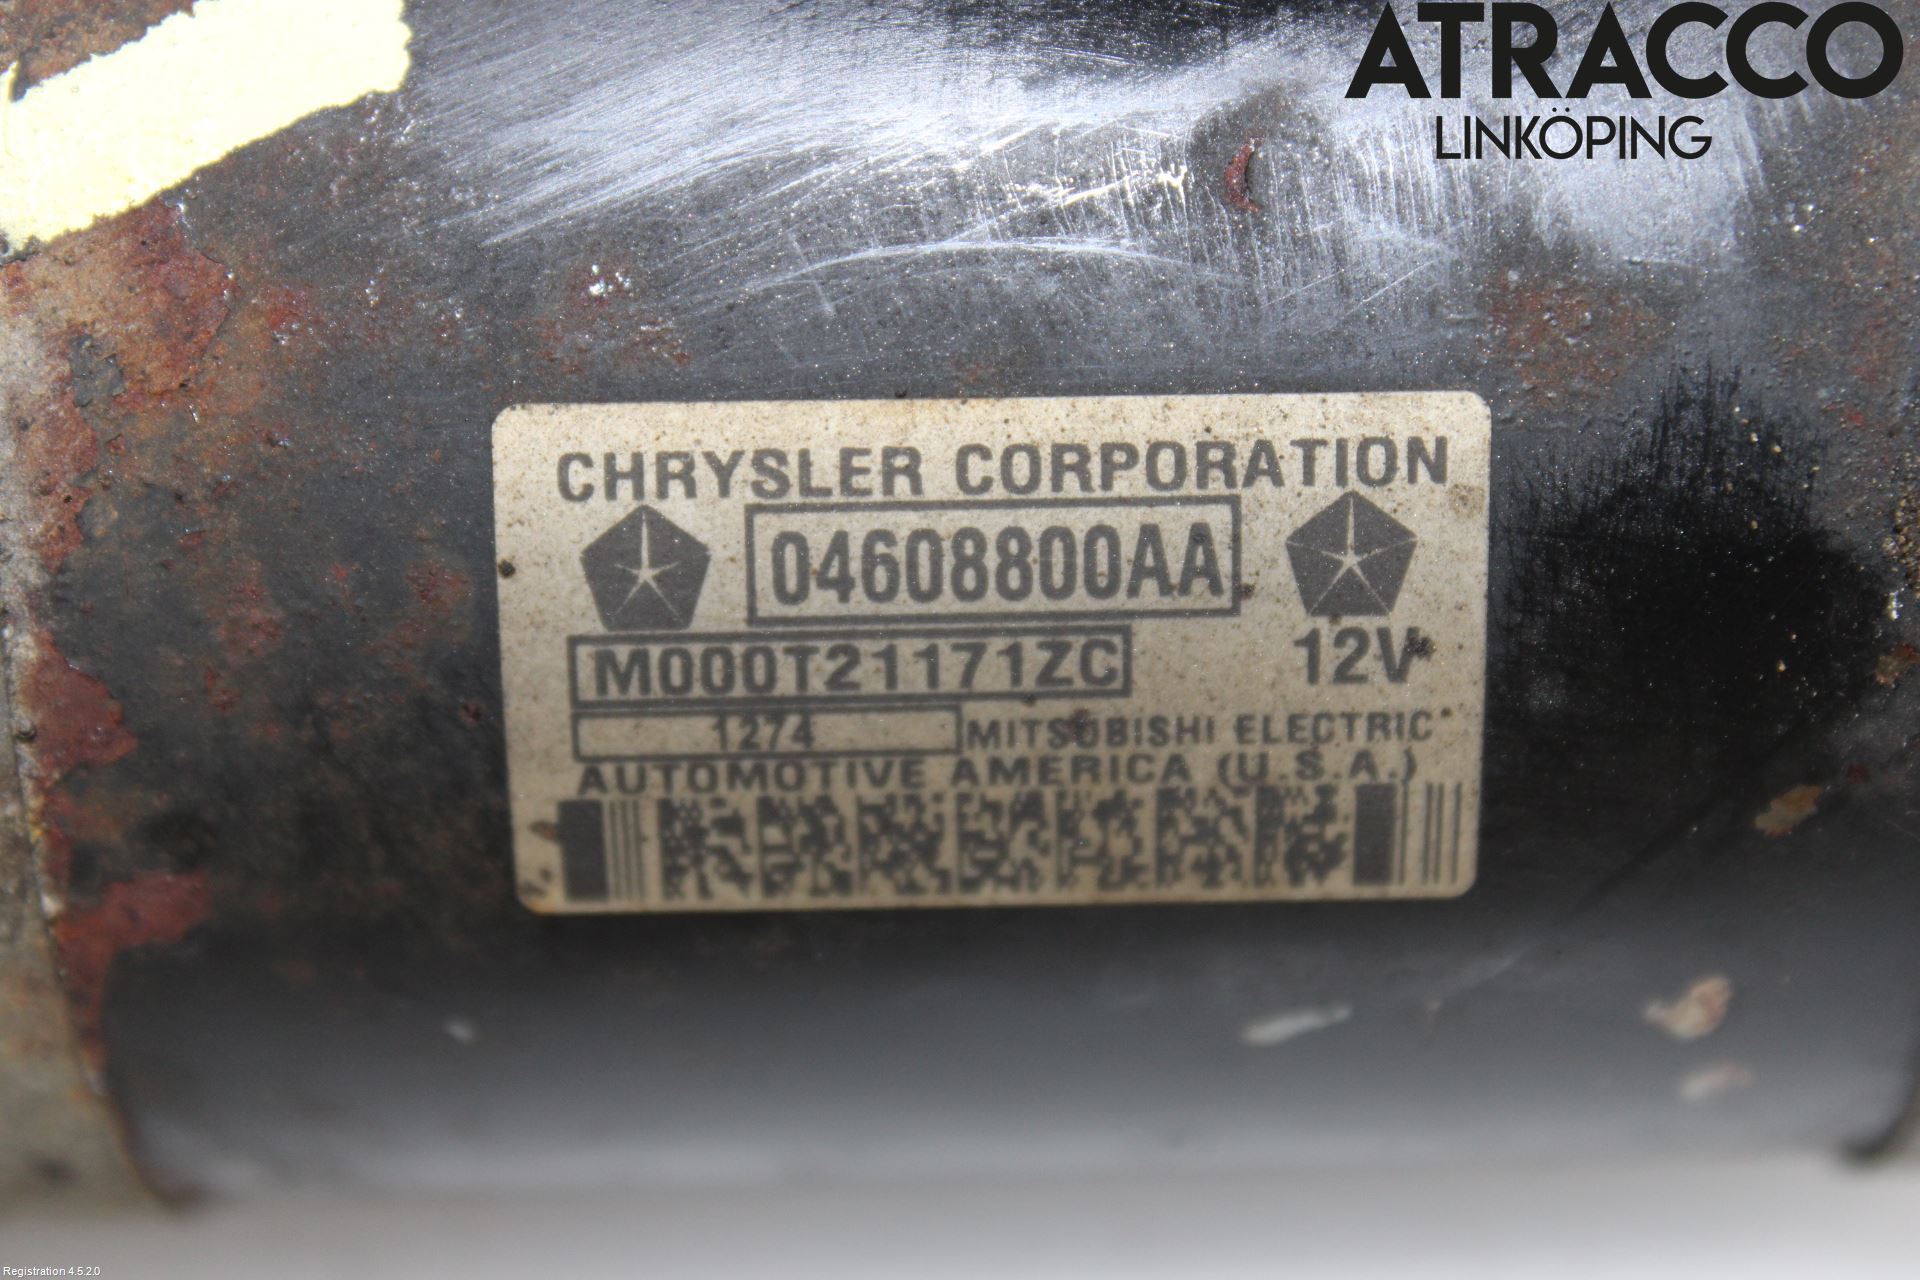 ATRACCO
LINKÖPING
CHRYSLER CORPORATION
04608800AA
M000T21171ZC 12V
1274 MITSUBISHI ELECTRIC
AUTOMOTIVE AMERICA (U.S.A.)
Registration 4.5.2.0